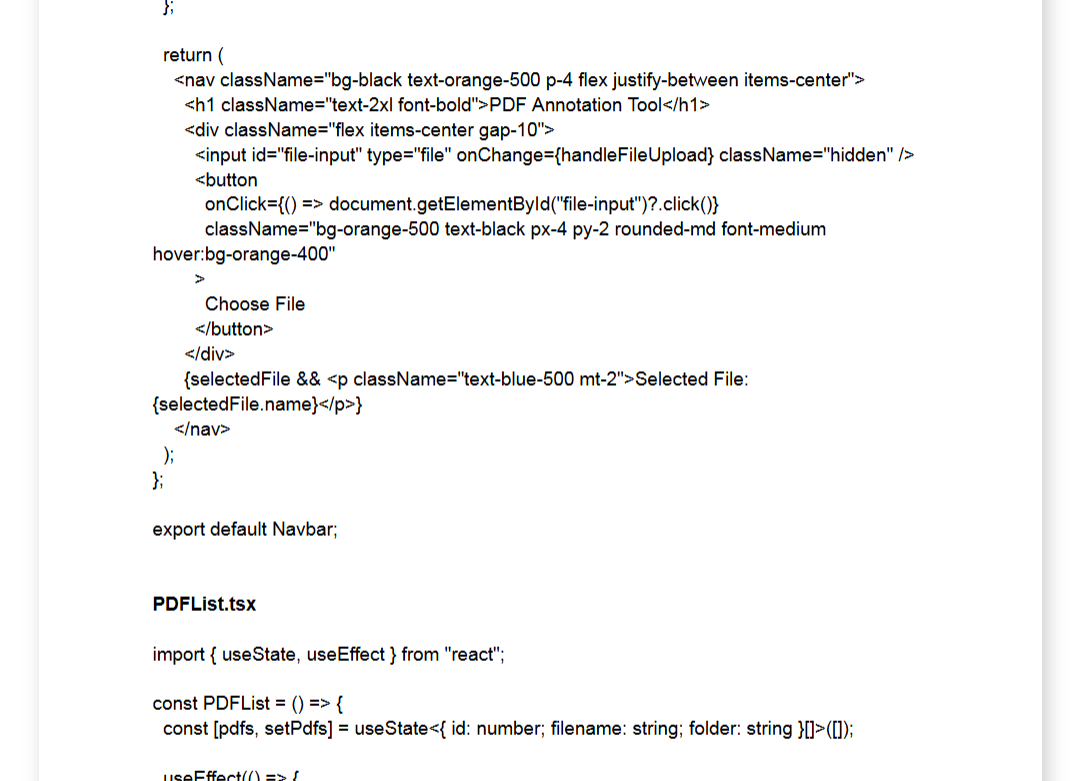 };
return (
<nav className="bg-black text-orange-500 p-4 flex justify-between items-center">
<h1 className="text-2xl font-bold">PDF Annotation Tool</h1>
<div className="flex items-center gap-10">
<input id="file-input" type="file" onChange={handleFileUpload} className="hidden" />
<button
onClick={() => document.getElementById("file-input")?.click()}
className="bg-orange-500 text-black px-4 py-2 rounded-md font-medium
hover:bg-orange-400"
>
Choose File
</button>
</div>
{selectedFile && <p className="text-blue-500 mt-2">Selected File:
{selectedFile.name}</p>}
</nav>
);
};
export default Navbar;
PDFList.tsx
import { useState, useEffect } from "react";
const PDFList = () => {
const [pdfs, setPdfs] = useState<{ id: number; filename: string; folder: string }[]>([]);
useEffect(() => {